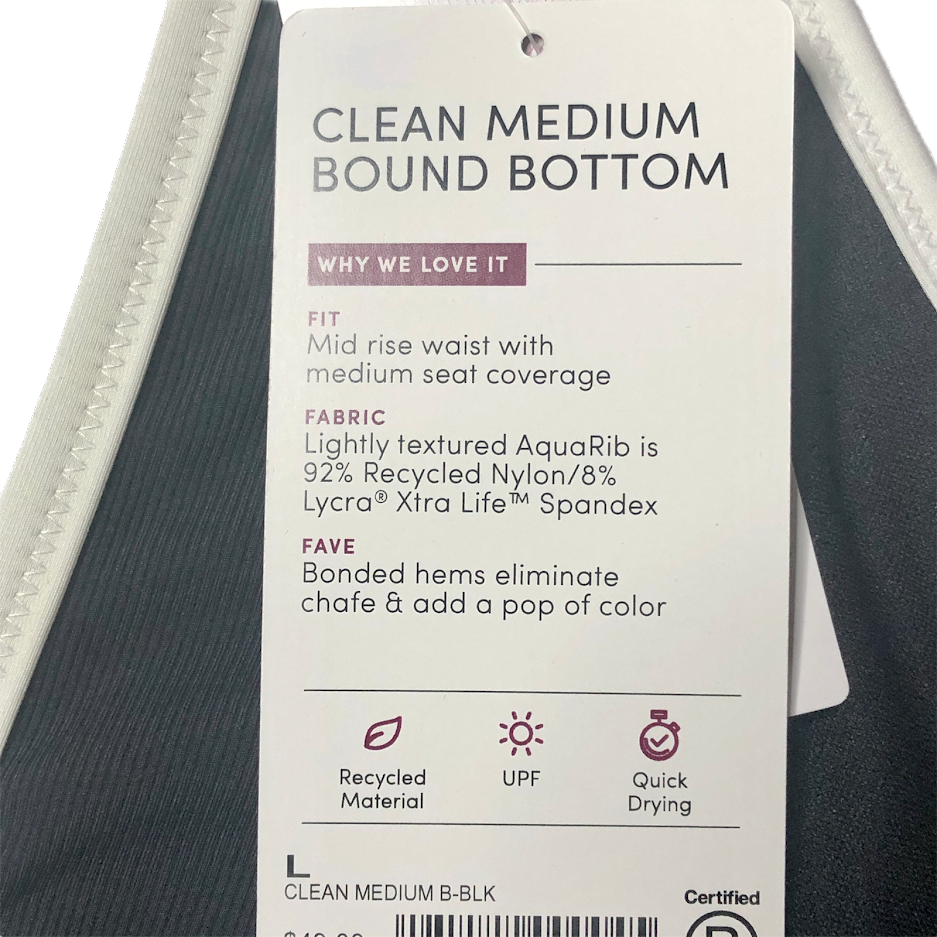 CLEAN MEDIUM
BOUND BOTTOM
WHY WE LOVE IT
FIT
Mid rise waist with
medium seat coverage
FABRIC
Lightly textured AquaRib is
92% Recycled Nylon/8%
Lycra® Xtra Life™ Spandex
FAVE
Bonded hems eliminate
chafe & add a pop of color
Recycled
Material
UPF
Quick
Drying
L
CLEAN MEDIUM B-BLK
Certified